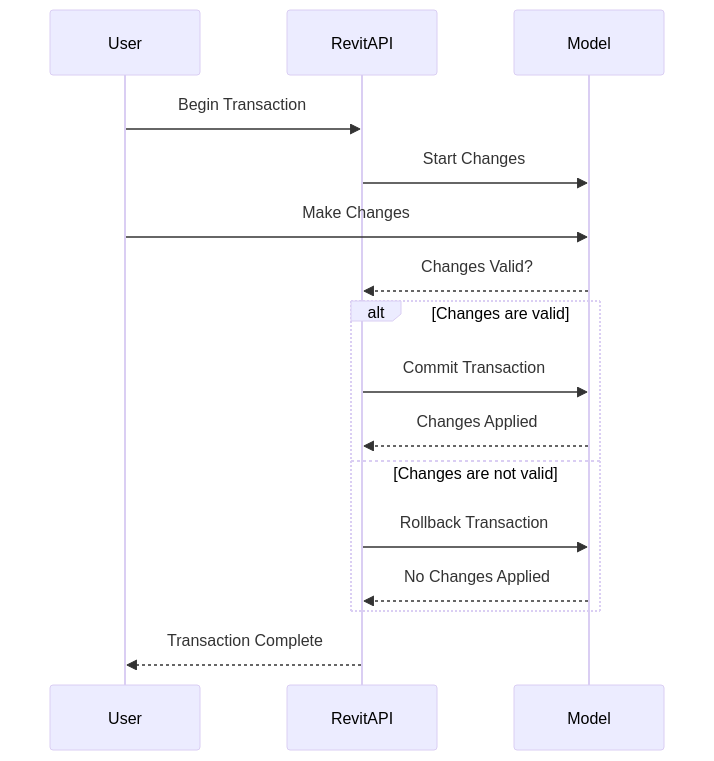 User
RevitAPI
Model
Begin Transaction
Start Changes
Make Changes
Changes Valid?
alt
[Changes are valid]
Commit Transaction
Changes Applied
[Changes are not valid]
Rollback Transaction
No Changes Applied
Transaction Complete
User
RevitAPI
Model